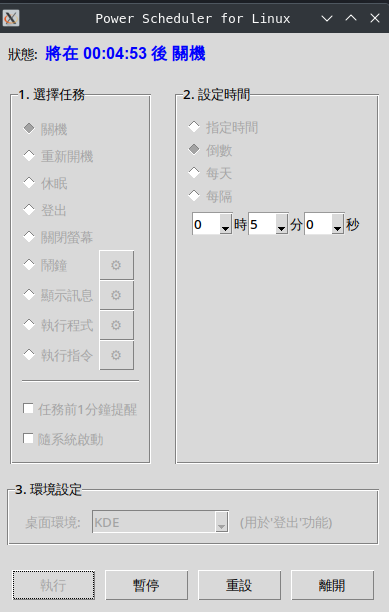 Power Scheduler for Linux
狀態: 將在 00:04:53 後 關機
1. 選擇任務
關機
重新開機
休眠
登出
關閉螢幕
鬧鐘
顯示訊息
執行程式
執行指令
任務前1分鐘提醒
隨系統啟動
2. 設定時間
指定時間
倒數
每天
每隔
0 時 5 分 0 秒
3. 環境設定
桌面環境: KDE (用於'登出'功能)
執行 暫停 重設 離開